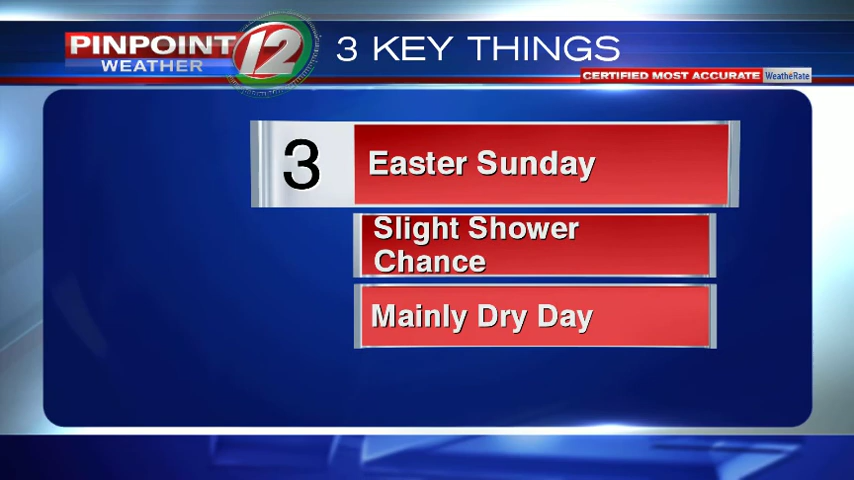 PINPOINT 12
WEATHER
3 KEY THINGS
CERTIFIED MOST ACCURATE WeatheRate
3 Easter Sunday
Slight Shower
Chance
Mainly Dry Day